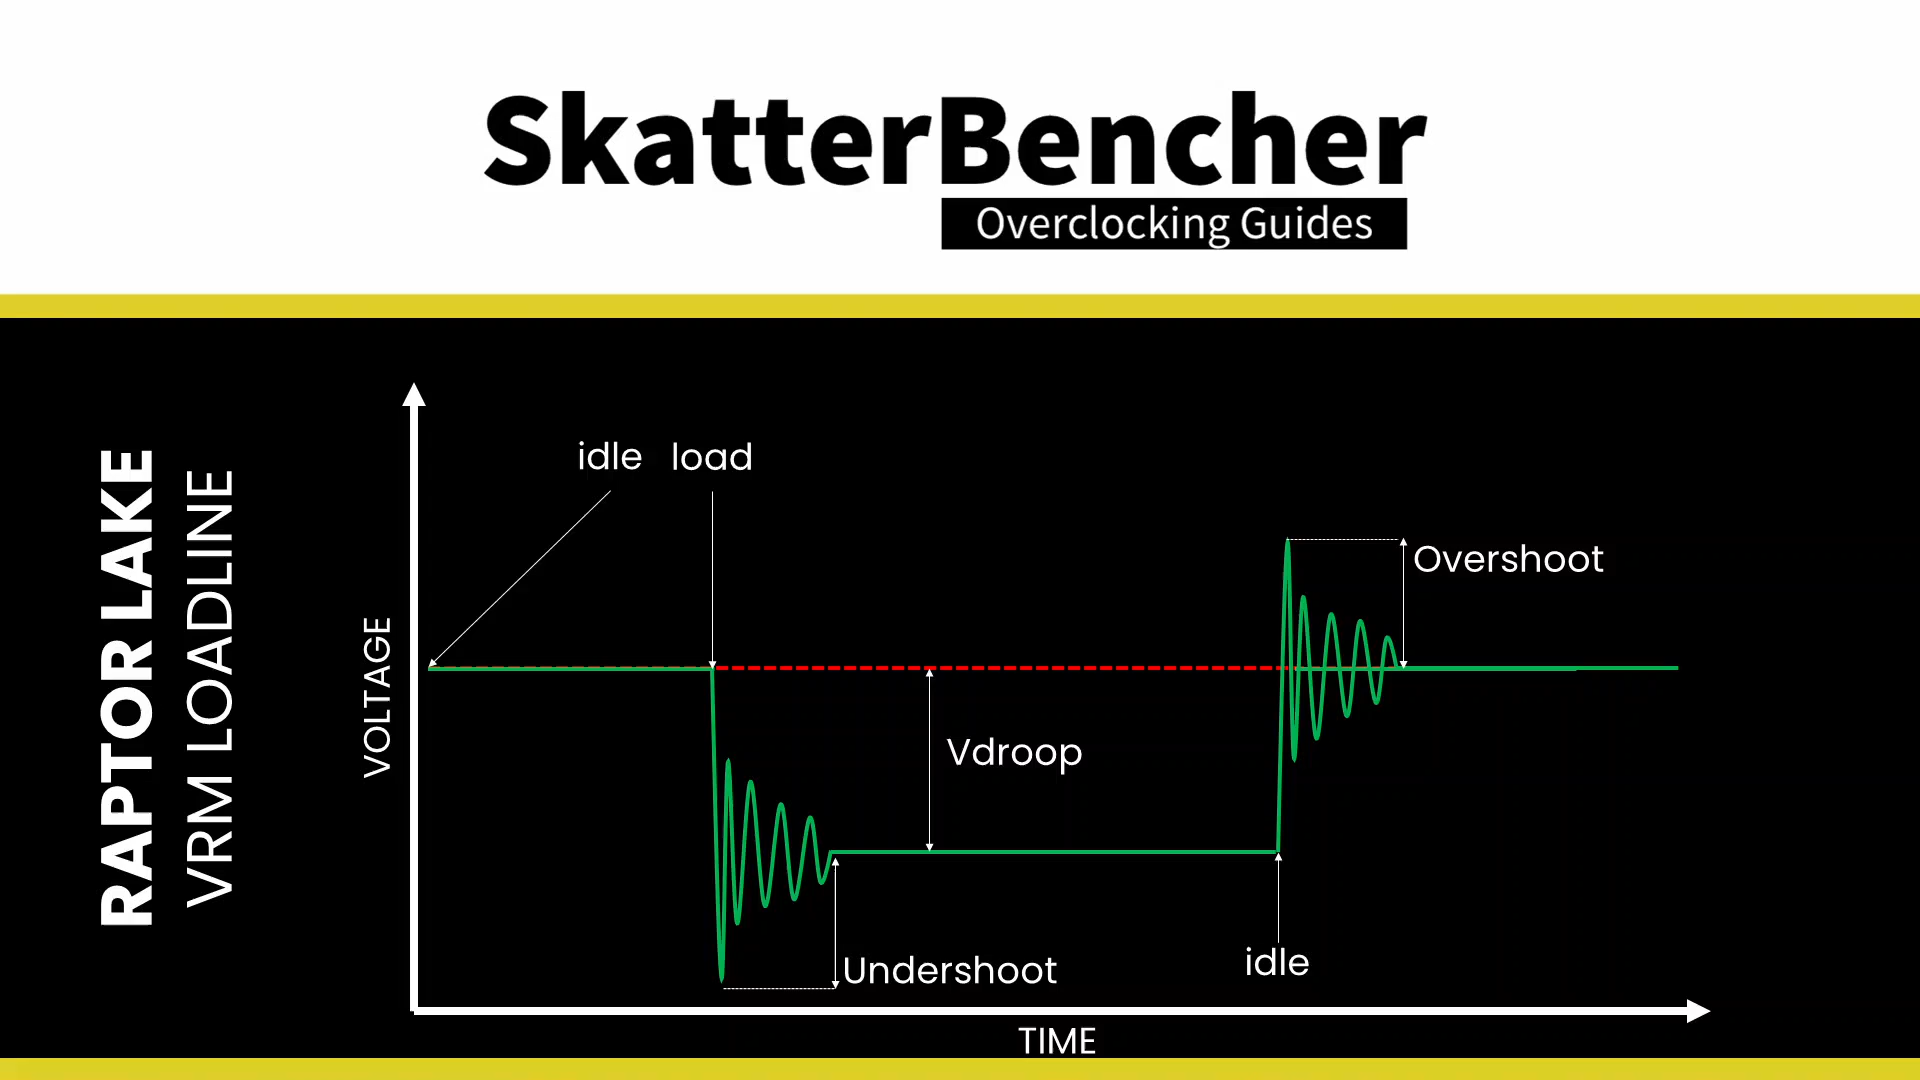 SkatterBencher
Overclocking Guides
RAPTOR LAKE
VRM LOADLINE
VOLTAGE
idle
load
Overshoot
Vdroop
Undershoot
idle
TIME